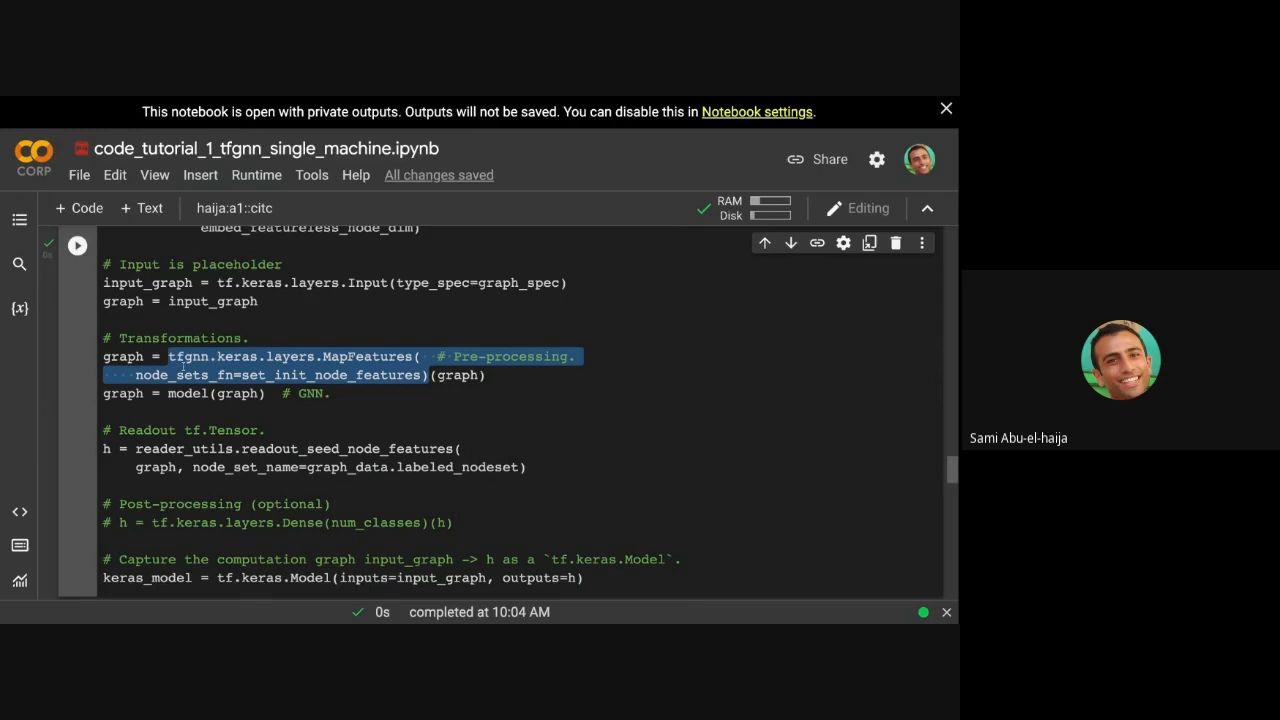 This notebook is open with private outputs. Outputs will not be saved. You can disable this in Notebook settings.
CORP
code_tutorial_1_tfgnn_single_machine.ipynb
Share
File Edit View Insert Runtime Tools Help All changes saved
+ Code + Text haija:a1::citc
RAM
Disk
Editing
0s
embed_featureless_node_dim)
# Input is placeholder
input_graph = tf.keras.layers.Input(type_spec=graph_spec)
graph = input_graph
# Transformations.
graph = tfgnn.keras.layers.MapFeatures( # Pre-processing.
node_sets_fn=set_init_node_features)(graph)
graph = model(graph) # GNN.
# Readout tf.Tensor.
h = reader_utils.readout_seed_node_features(
graph, node_set_name=graph_data.labeled_nodeset)
# Post-processing (optional)
# h = tf.keras.layers.Dense(num_classes)(h)
# Capture the computation graph input_graph -> h as a `tf.keras.Model`.
keras_model = tf.keras.Model(inputs=input_graph, outputs=h)
0s completed at 10:04 AM
Sami Abu-el-haija